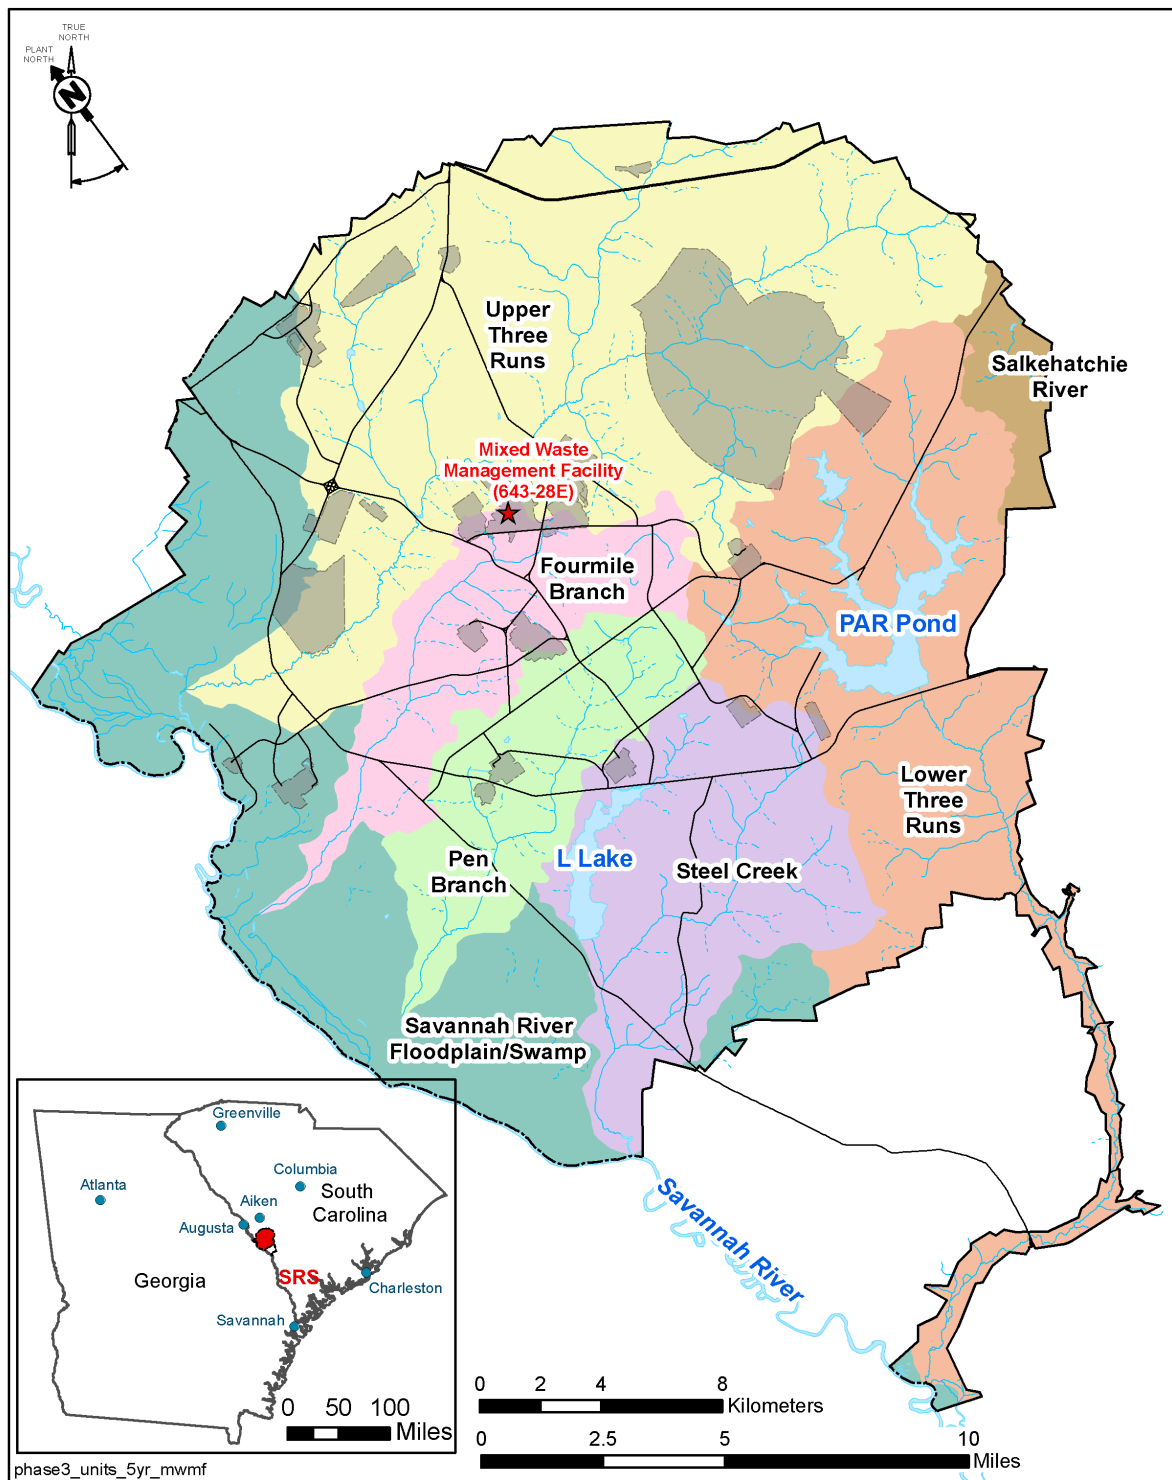 TRUE
NORTH
PLANT
NORTH
N
Upper
Three
Runs
Salkehatchie
River
Mixed Waste
Management Facility
(643-28E)
Fourmile
Branch
PAR Pond
Lower
Three
Runs
Pen
Branch
L Lake
Steel Creek
Savannah River
Floodplain/Swamp
Savannah River
Greenville
Columbia
Atlanta
Aiken
South
Carolina
Augusta
Georgia
SRS
Charleston
Savannah
0 50 100
Miles
0 2 4 8
Kilometers
0 2.5 5 10
Miles
phase3_units_5yr_mwmf